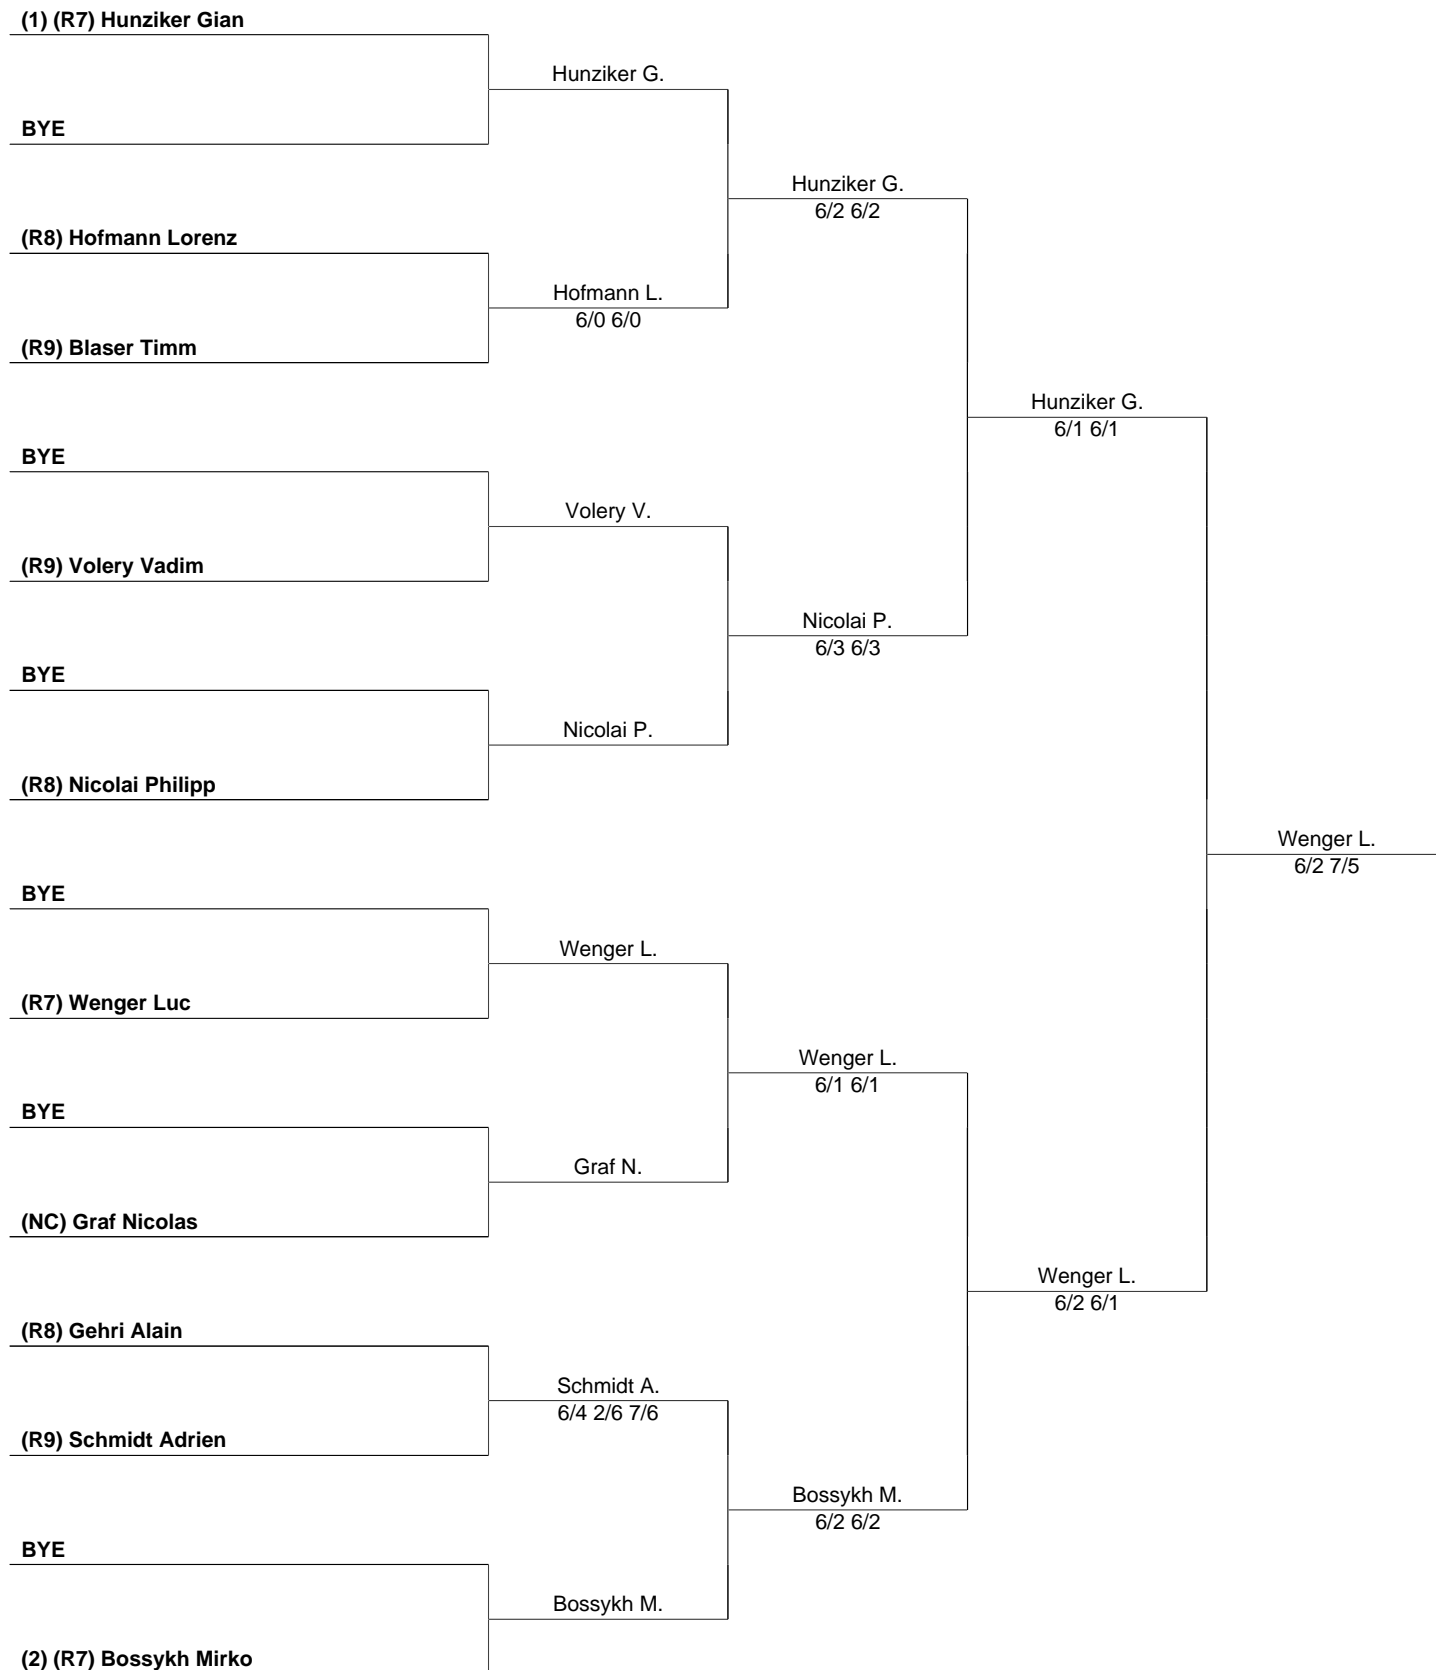 (1) (R7) Hunziker Gian
Hunziker G.
BYE
Hunziker G.
6/2 6/2
(R8) Hofmann Lorenz
Hofmann L.
6/0 6/0
(R9) Blaser Timm
Hunziker G.
6/1 6/1
BYE
Volery V.
(R9) Volery Vadim
Nicolai P.
6/3 6/3
BYE
Nicolai P.
(R8) Nicolai Philipp
Wenger L.
6/2 7/5
BYE
Wenger L.
(R7) Wenger Luc
Wenger L.
6/1 6/1
BYE
Graf N.
(NC) Graf Nicolas
Wenger L.
6/2 6/1
(R8) Gehri Alain
Schmidt A.
6/4 2/6 7/6
(R9) Schmidt Adrien
Bossykh M.
6/2 6/2
BYE
Bossykh M.
(2) (R7) Bossykh Mirko